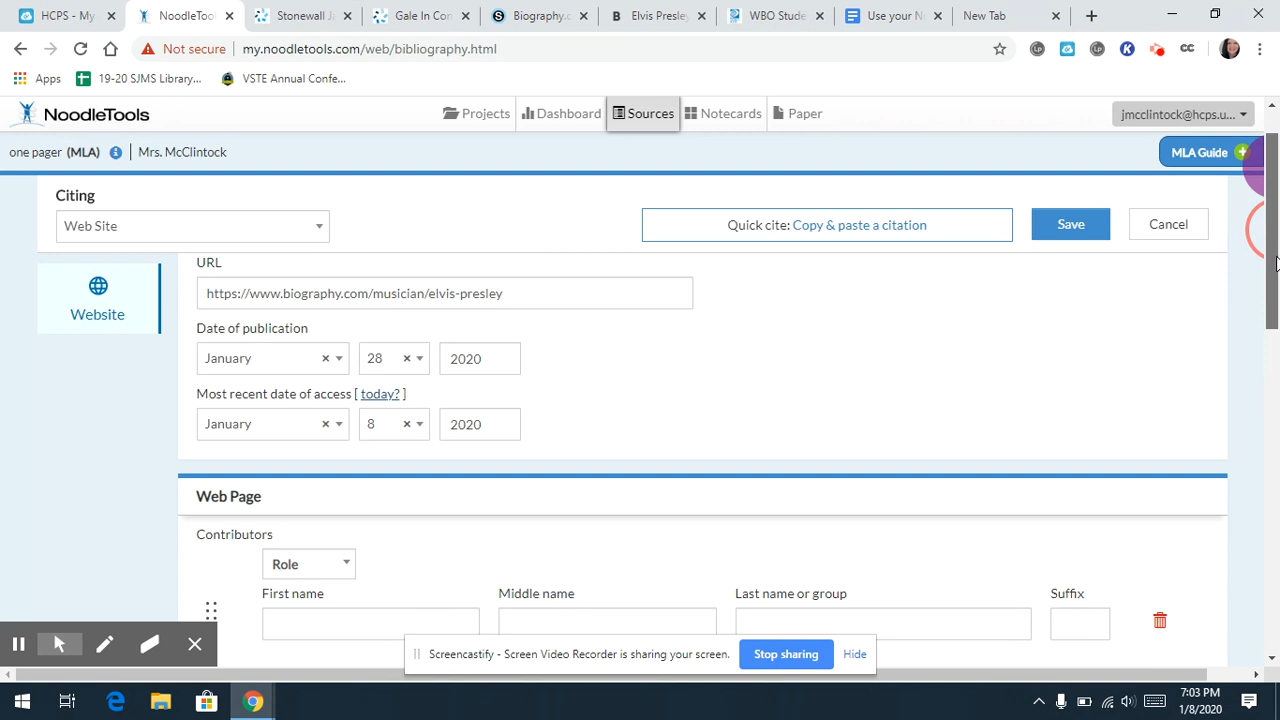 HCPS - My
NoodleToo
Stonewall Ja
Gale In Con
Biography.co
Elvis Presley
WBO Stude
Use your N
New Tab
Not secure
my.noodletools.com/web/bibliography.html
Apps
19-20 SJMS Library...
VSTE Annual Confe...
NoodleTools
Projects
Dashboard
Sources
Notecards
Paper
jmcclintock@hcps.u...
one pager (MLA)
Mrs. McClintock
MLA Guide
Citing
Web Site
Quick cite: Copy & paste a citation
Save
Cancel
Website
URL
https://www.biography.com/musician/elvis-presley
Date of publication
January
28
2020
Most recent date of access [ today? ]
January
8
2020
Web Page
Contributors
Role
First name
Middle name
Last name or group
Suffix
Screencastify - Screen Video Recorder is sharing your screen.
Stop sharing
Hide
7:03 PM
1/8/2020